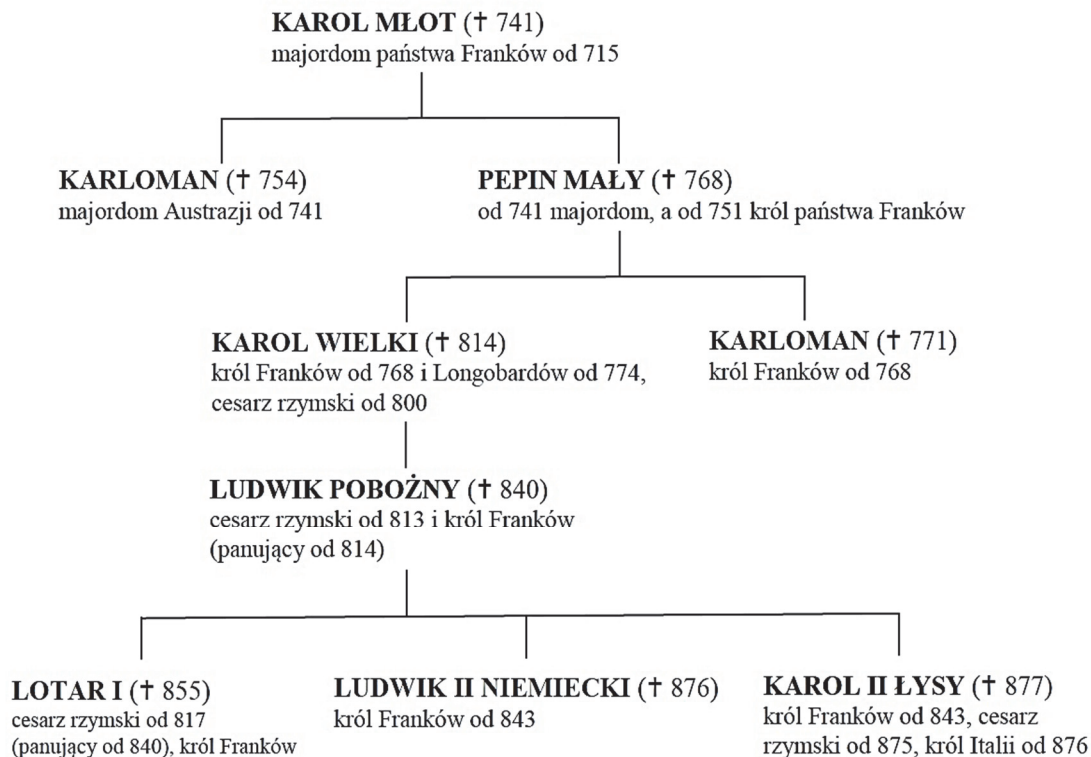 KAROL MŁOT († 741)
majordom państwa Franków od 715
KARLOMAN († 754)
majordom Austrazji od 741
PEPIN MAŁY († 768)
od 741 majordom, a od 751 król państwa Franków
KAROL WIELKI († 814)
król Franków od 768 i Longobardów od 774,
cesarz rzymski od 800
KARLOMAN († 771)
król Franków od 768
LUDWIK POBOŻNY († 840)
cesarz rzymski od 813 i król Franków
(panujący od 814)
LOTAR I († 855)
cesarz rzymski od 817
(panujący od 840), król Franków
LUDWIK II NIEMIECKI († 876)
król Franków od 843
KAROL II ŁYSY († 877)
król Franków od 843, cesarz
rzymski od 875, król Italii od 876